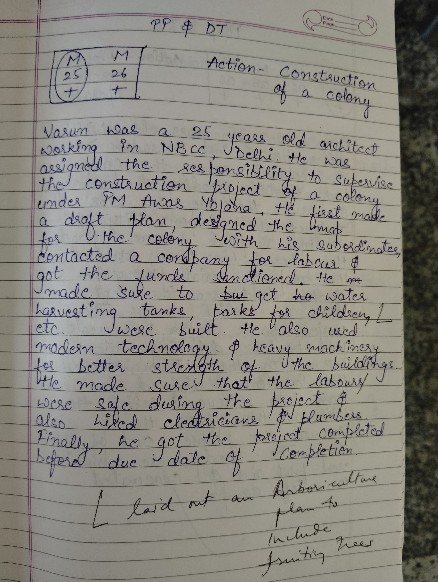 PP & DT
M M
25 26
+ +
Action - Construction
of a colony
Varun was a 25 years old architect
working in NBCC, Delhi. He was
assigned the responsibility to supervise
the construction project of a colony
under PM Awas Yojana. He first made
a draft plan, designed the map
for the colony with his subordinates,
contacted a company for labour &
got the funds sanctioned. He
made sure to get water
harvesting tanks, parks for children, [
etc. were built He also used
modern technology & heavy machinery
for better strength of the buildings.
He made sure that the labours
were safe during the project &
also hired electricians & plumbers
Finally, he got the project completed
before due date of completion
[ laid out an Arboriculture
plan to
include
fruiting trees